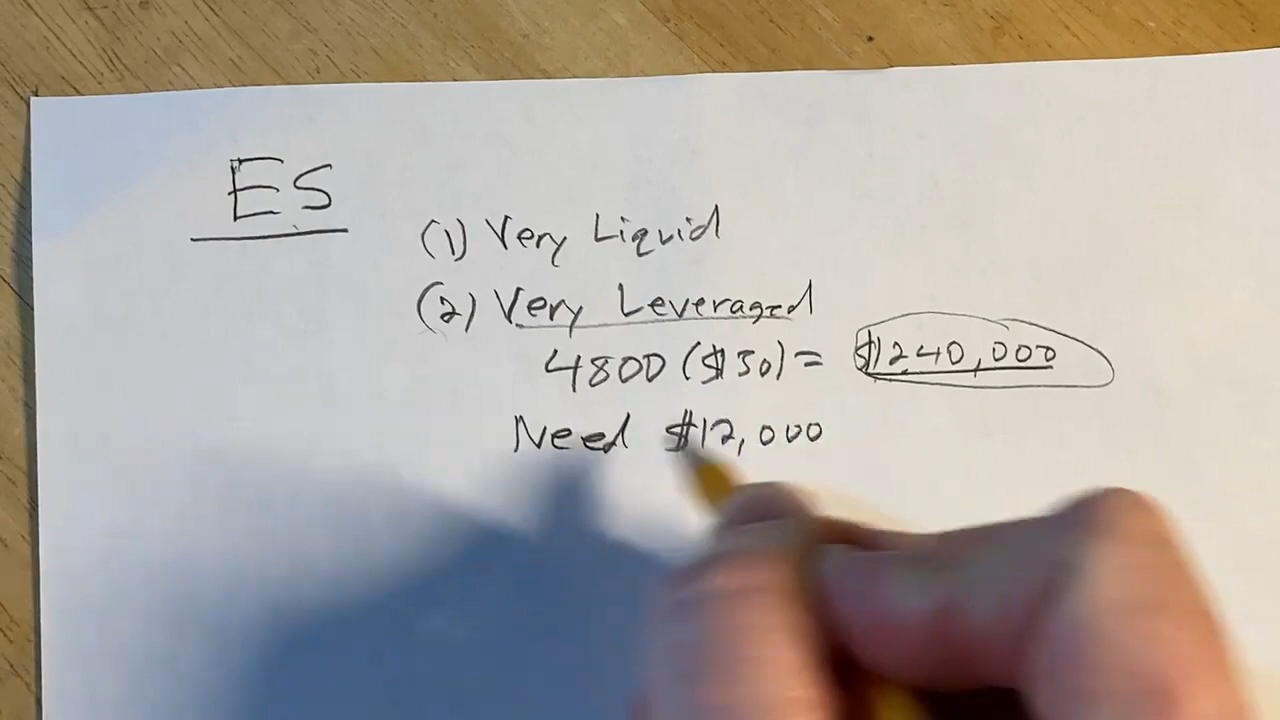 ES
(1) Very Liquid
(2) Very Leveraged
4800 ($50) = $240,000
Need $12,000